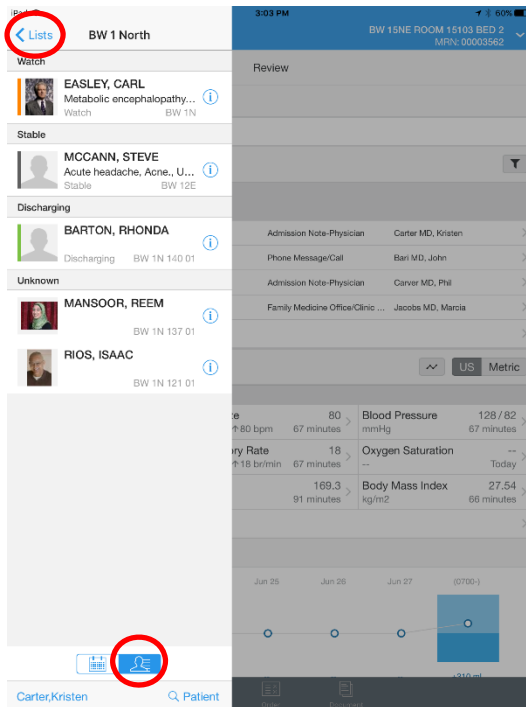 iPad
3:03 PM
60%
Lists
BW 1 North
BW 15NE ROOM 15103 BED 2
MRN: 00003562
Watch
Review
EASLEY, CARL
Metabolic encephalopathy...
Watch BW 1N
Stable
MCCANN, STEVE
Acute headache, Acne., U...
Stable BW 12E
Discharging
BARTON, RHONDA
Discharging BW 1N 140 01
Unknown
MANSOOR, REEM
BW 1N 137 01
RIOS, ISAAC
BW 1N 121 01
Admission Note-Physician Carter MD, Kristen
Phone Message/Call Bari MD, John
Admission Note-Physician Carver MD, Phil
Family Medicine Office/Clinic ... Jacobs MD, Marcia
US Metric
te 80 Blood Pressure 128/82
↑80 bpm 67 minutes mmHg 67 minutes
ory Rate 18 Oxygen Saturation --
↑18 br/min 67 minutes -- Today
169.3 Body Mass Index 27.54
91 minutes kg/m2 66 minutes
Jun 25 Jun 26 Jun 27 (0700-)
+310 ml
Carter,Kristen Patient
Order Document